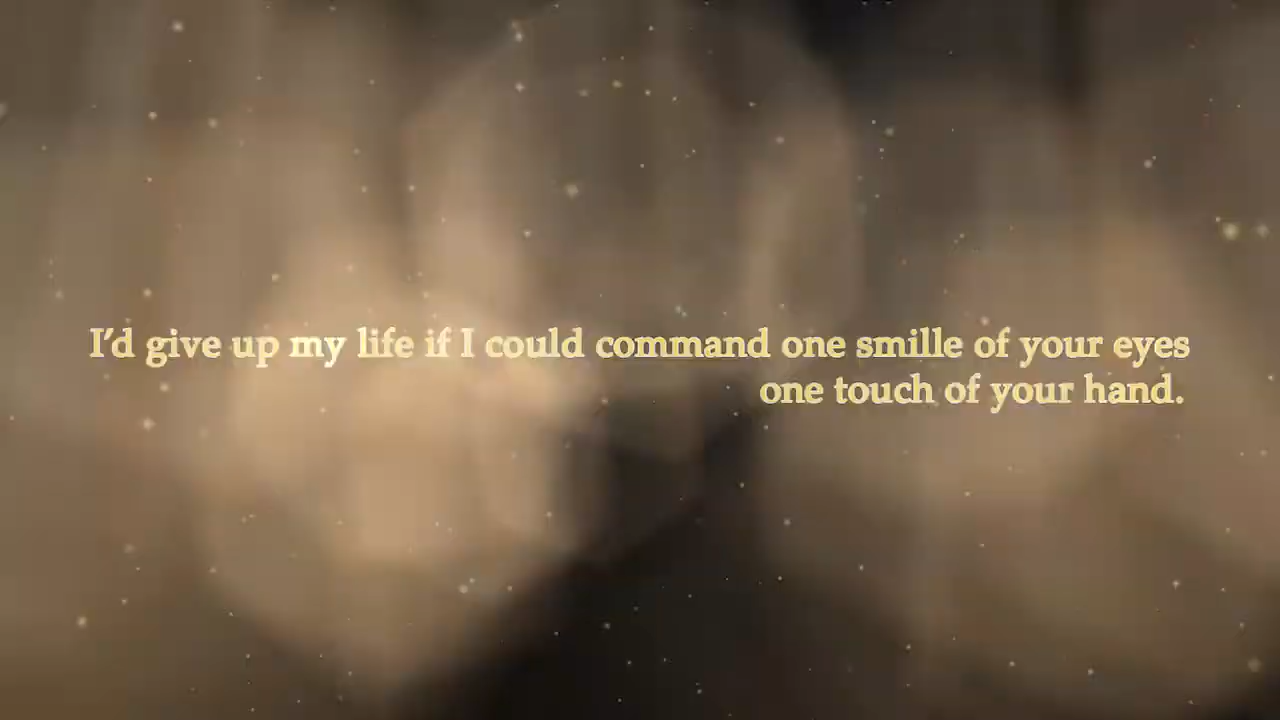 I'd give up my life if I could command one smille of your eyes
one touch of your hand.